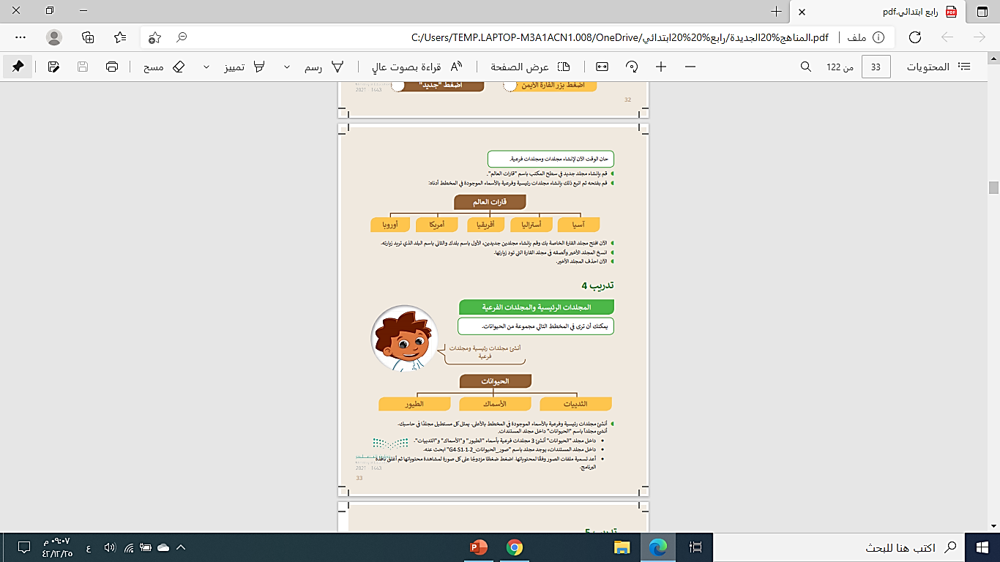 رابع ابتدائي.pdf
ملف
C:/Users/TEMP.LAPTOP-M3A1ACN1.008/OneDrive/المناهج%20الجديدة/رابع%20%20ابتدائي.pdf
المحتويات
33
من 122
عرض الصفحة
قراءة بصوت عالٍ
رسم
تمييز
مسح
اضغط بزر الفأرة الأيمن
اضغط "جديد"
2021 - 1443
32
حان الوقت الآن لإنشاء مجلدات ومجلدات فرعية.
قم بإنشاء مجلد جديد في سطح المكتب باسم "قارات العالم".
قم بفتحه ثم اتبع ذلك بإنشاء مجلدات رئيسية وفرعية بالأسماء الموجودة في المخطط أدناه:
قارات العالم
آسيا
أستراليا
أفريقيا
أمريكا
أوروبا
الآن افتح مجلد القارة الخاصة بك وقم بإنشاء مجلدين جديدين، الأول باسم بلدك والثاني باسم البلد الذي تريد زيارته.
انسخ المجلد الأخير وألصقه في مجلد القارة التي تود زيارتها.
الآن احذف المجلد الأخير.
تدريب 4
المجلدات الرئيسية والمجلدات الفرعية
يمكنك أن ترى في المخطط التالي مجموعة من الحيوانات.
أنشئ مجلدات رئيسية ومجلدات
فرعية
الحيوانات
الثدييات
الأسماك
الطيور
أنشئ مجلدات رئيسية وفرعية بالأسماء الموجودة في المخطط بالأعلى. يمثل كل مستطيل مجلدًا في حاسبك.
أنشئ مجلداً باسم "الحيوانات" داخل مجلد المستندات.
داخل مجلد "الحيوانات" أنشئ 3 مجلدات فرعية بأسماء "الطيور" و"الأسماك" و"الثدييات".
داخل مجلد المستندات، يوجد مجلد باسم "صور_الحيوانات_G4-S1-1-2" ابحث عنه.
أعد تسمية ملفات الصور وفقًا لمحتوياتها. اضغط ضغطًا مزدوجًا على كل صورة لمشاهدة محتوياتها ثم أغلق نافذة
البرنامج.
2021 - 1443
33
تدريب 5
اكتب هنا للبحث
ع
٠٩:٠٧ م
٤٢/١٢/٢٥